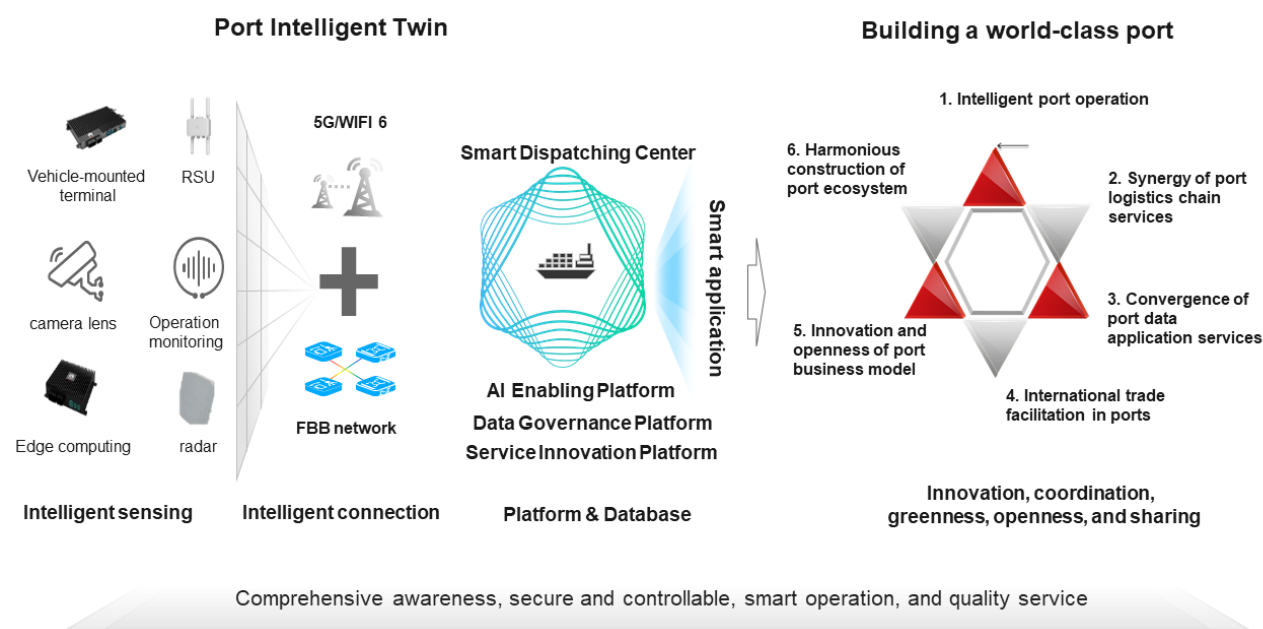 Port Intelligent Twin
Building a world-class port
Vehicle-mounted
terminal
RSU
camera lens
Operation
monitoring
Edge computing
radar
Intelligent sensing
5G/WIFI 6
FBB network
Intelligent connection
Smart Dispatching Center
AI Enabling Platform
Data Governance Platform
Service Innovation Platform
Platform & Database
Smart application
1. Intelligent port operation
2. Synergy of port
logistics chain
services
3. Convergence of
port data
application services
4. International trade
facilitation in ports
5. Innovation and
openness of port
business model
6. Harmonious
construction of
port ecosystem
Innovation, coordination,
greenness, openness, and sharing
Comprehensive awareness, secure and controllable, smart operation, and quality service